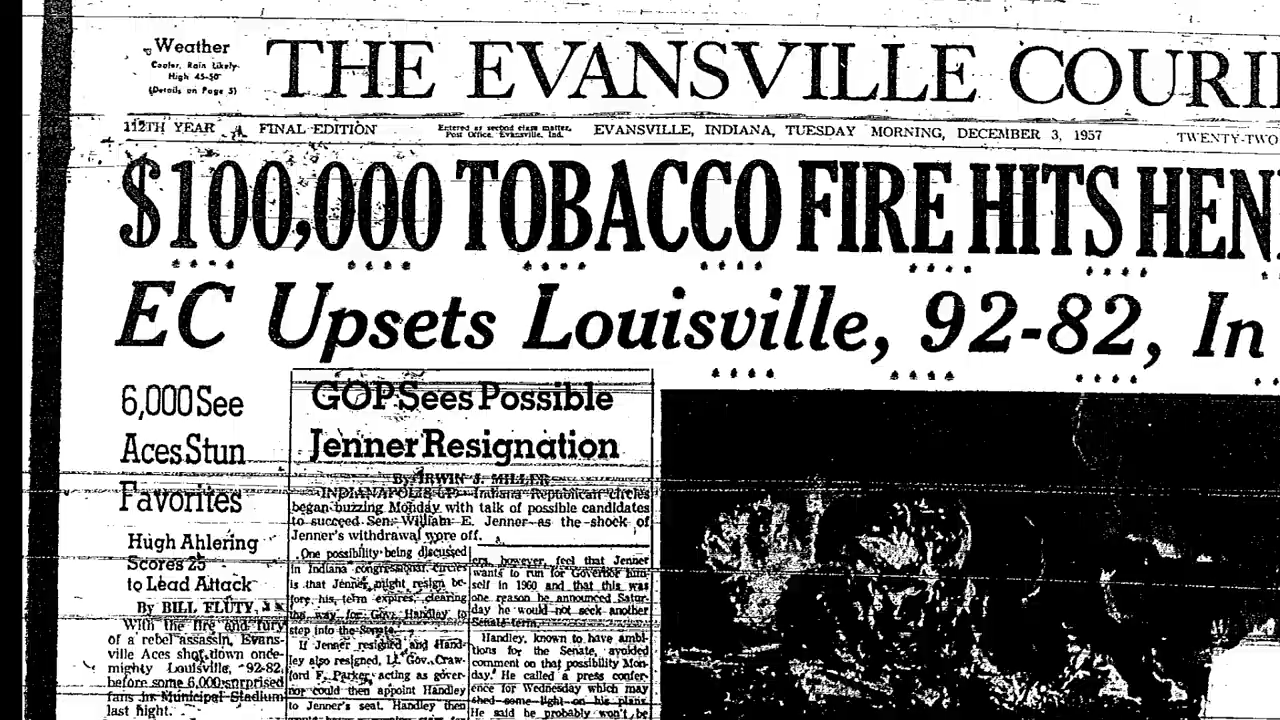 Weather
Cooler, Rain Likely
High 45-50
(Details on Page 5)
THE EVANSVILLE COURI
112TH YEAR
FINAL EDITION
Entered as second class matter,
Post Office, Evansville, Ind.
EVANSVILLE, INDIANA, TUESDAY MORNING, DECEMBER 3, 1957
TWENTY-TWO
$100,000 TOBACCO FIRE HITS HEN
EC Upsets Louisville, 92-82, In
6,000 See
Aces Stun
Favorites
Hugh Ahlering
Scores 25
to Lead Attack
By BILL FLUTY
With the fire and fury
of a rebel assassin, Evans-
ville Aces shot down once-
mighty Louisville, 92-82,
before some 6,000 surprised
fans in Municipal Stadium
last night.
GOP Sees Possible
Jenner Resignation
By IRWIN J. MILLER
INDIANAPOLIS UP—Indiana Republican circles
began buzzing Monday with talk of possible candidates
to succeed Sen. William E. Jenner as the shock of
Jenner's withdrawal wore off.
One possibility being discussed
in Indiana congressional circles
is that Jenner might resign be-
fore his term expires, clearing
the way for Gov. Handley to
step into the Senate.
If Jenner resigned and Hand-
ley also resigned, Lt. Gov. Craw-
ford F. Parker, acting as gover-
nor could then appoint Handley
to Jenner's seat. Handley then
ers, however, feel that Jenner
wants to run for Governor him-
self in 1960 and that this was
one reason he announced Satur-
day he would not seek another
Senate term.
Handley, known to have ambi-
tions for the Senate, avoided
comment on that possibility Mon-
day. He called a press confer-
ence for Wednesday which may
shed some light on his plans.
He said he probably won't be